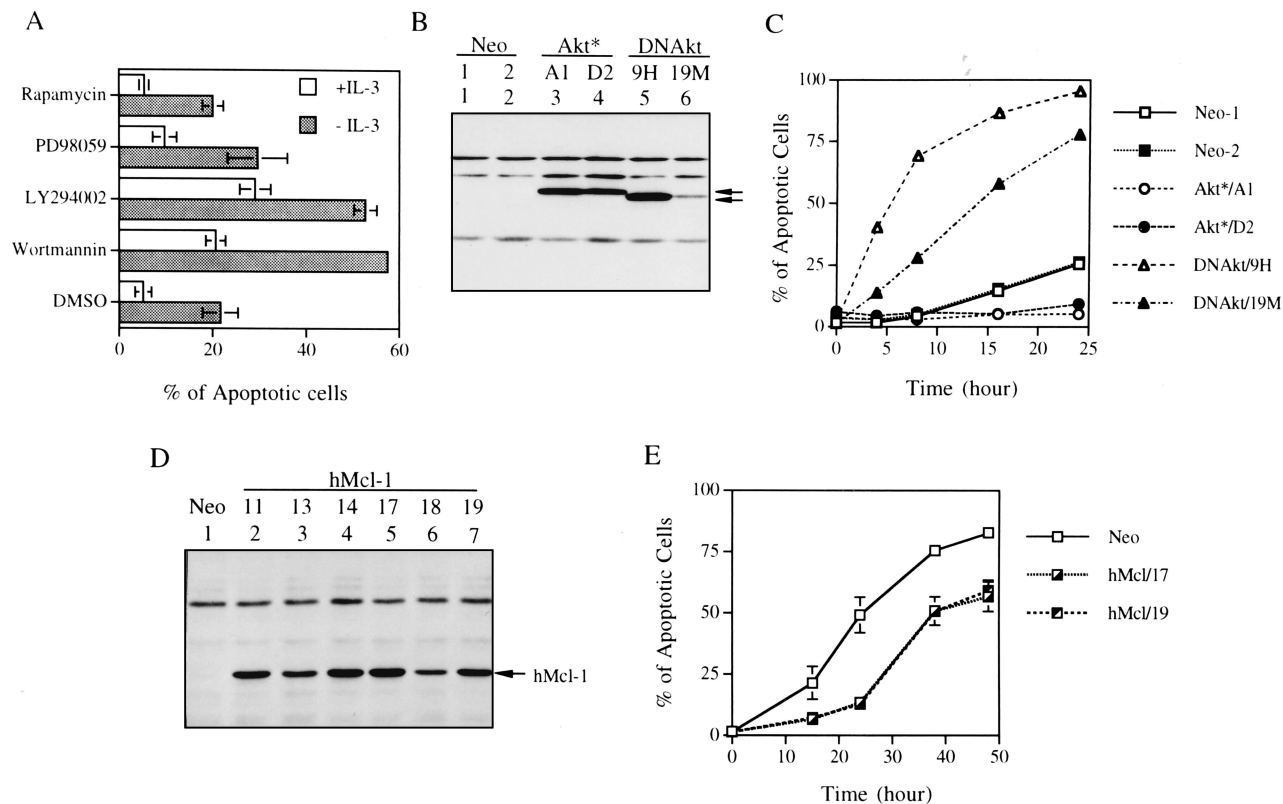 A
+IL-3
- IL-3
Rapamycin
PD98059
LY294002
Wortmannin
DMSO
0 20 40 60
% of Apoptotic cells
B
Neo Akt* DNAkt
1 2 A1 D2 9H 19M
1 2 3 4 5 6
C
% of Apoptotic Cells
100
75
50
25
0
0 5 10 15 20 25
Time (hour)
Neo-1
Neo-2
Akt*/A1
Akt*/D2
DNAkt/9H
DNAkt/19M
D
hMcl-1
Neo 11 13 14 17 18 19
1 2 3 4 5 6 7
hMcl-1
E
% of Apoptotic Cells
100
75
50
25
0
0 10 20 30 40 50
Time (hour)
Neo
hMcl/17
hMcl/19